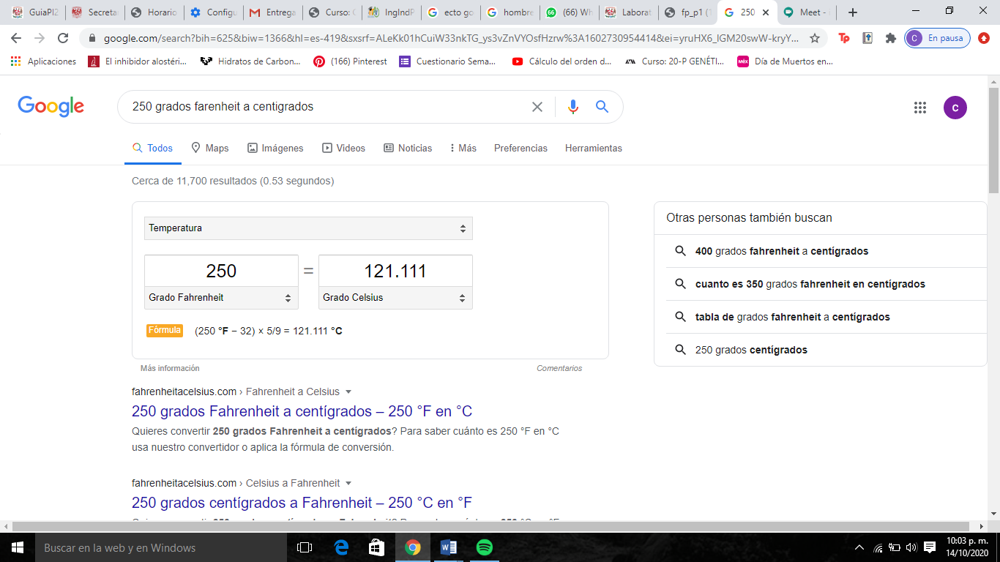 GuiaPI2
Secretar
Horario
Configu
Gmail Entrega
Curso: C
IngIndP
ecto go
hombre
(66) Wh
Laborat
fp_p1 (1
250
Meet -
google.com/search?bih=625&biw=1366&hl=es-419&sxsrf=ALeKk01hCuiW33nkTG_ys3vZnVYOsfHzrw%3A1602730954414&ei=yruHX6_lGM20swW-kryY...
C En pausa
Aplicaciones
El inhibidor alostéri...
Hidratos de Carbon...
(166) Pinterest
Cuestionario Sema...
Cálculo del orden d...
Curso: 20-P GENÉTI...
Día de Muertos en...
Google
250 grados farenheit a centigrados
C
Todos
Maps
Imágenes
Videos
Noticias
Más
Preferencias
Herramientas
Cerca de 11,700 resultados (0.53 segundos)
Temperatura
250 = 121.111
Grado Fahrenheit
Grado Celsius
Fórmula (250 °F − 32) × 5/9 = 121.111 °C
Más información
Comentarios
Otras personas también buscan
400 grados fahrenheit a centígrados
cuanto es 350 grados fahrenheit en centígrados
tabla de grados fahrenheit a centígrados
250 grados centígrados
fahrenheitacelsius.com › Fahrenheit a Celsius
250 grados Fahrenheit a centígrados – 250 °F en °C
Quieres convertir 250 grados Fahrenheit a centígrados? Para saber cuánto es 250 °F en °C
usa nuestro convertidor o aplica la fórmula de conversión.
fahrenheitacelsius.com › Celsius a Fahrenheit
250 grados centígrados a Fahrenheit – 250 °C en °F
Buscar en la web y en Windows
10:03 p. m.
14/10/2020